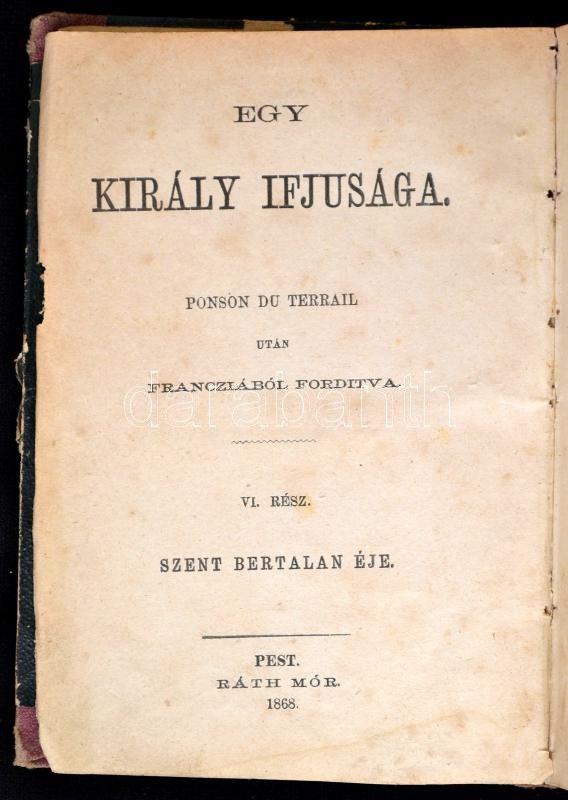 EGY
KIRÁLY IFJUSÁGA.
PONSON DU TERRAIL
UTÁN
FRANCZIÁBÓL FORDITVA.
darabanth
VI. RÉSZ.
SZENT BERTALAN ÉJE.
PEST.
RÁTH MÓR.
1868.